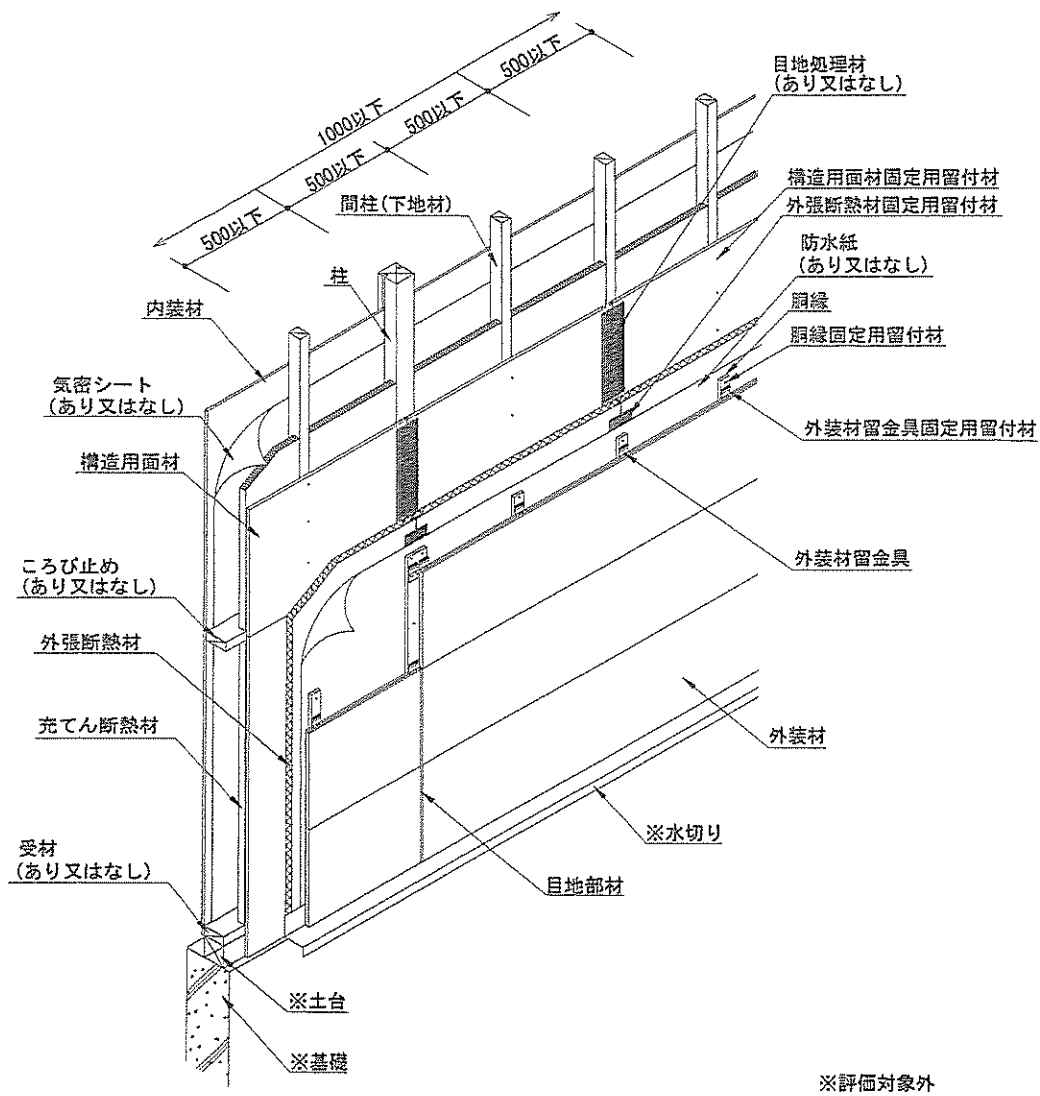 500以下
1000以下
500以下
500以下
500以下
目地処理材
(あり又はなし)
構造用面材固定用留付材
外張断熱材固定用留付材
間柱(下地材)
防水紙
(あり又はなし)
柱
胴縁
内装材
胴縁固定用留付材
気密シート
(あり又はなし)
外装材留金具固定用留付材
構造用面材
外装材留金具
ころび止め
(あり又はなし)
外張断熱材
充てん断熱材
外装材
※水切り
受材
(あり又はなし)
目地部材
※土台
※基礎
※評価対象外